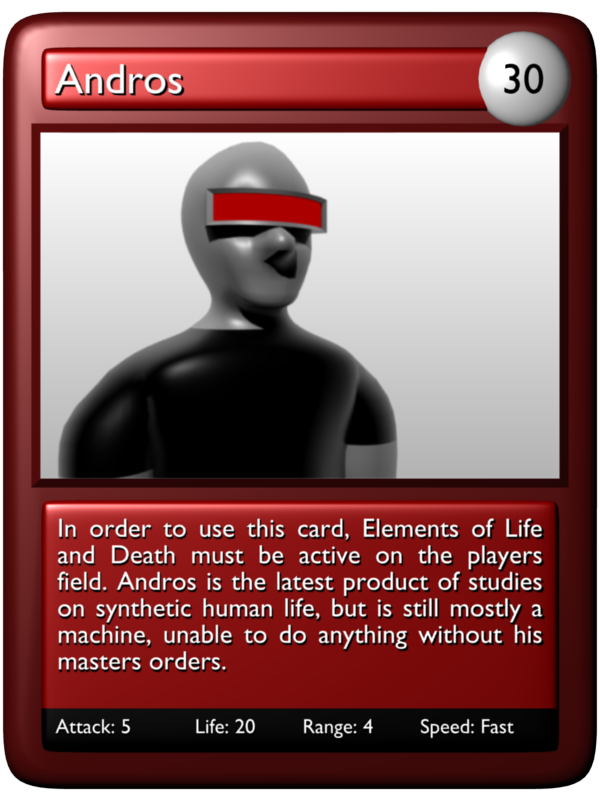 Andros
30
In order to use this card, Elements of Life
and Death must be active on the players
field. Andros is the latest product of studies
on synthetic human life, but is still mostly a
machine, unable to do anything without his
masters orders.
Attack: 5 Life: 20 Range: 4 Speed: Fast